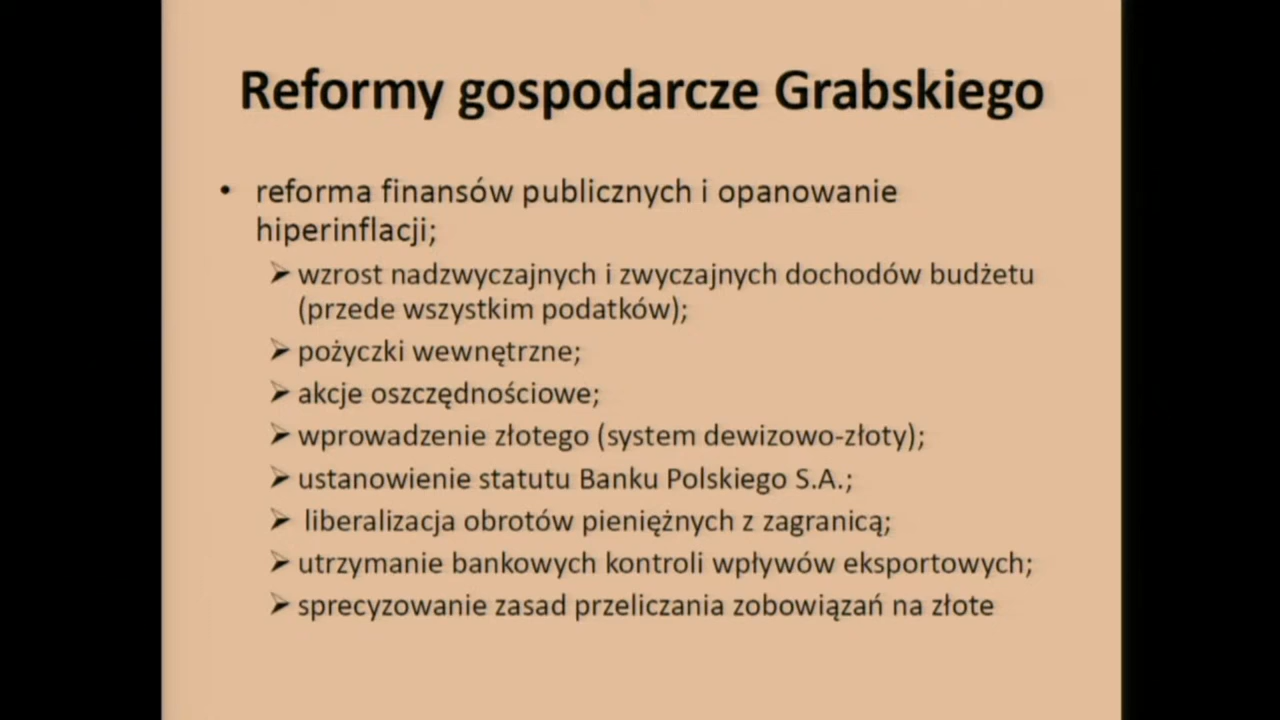 Reformy gospodarcze Grabskiego
• reforma finansów publicznych i opanowanie
hiperinflacji;
➢ wzrost nadzwyczajnych i zwyczajnych dochodów budżetu
(przede wszystkim podatków);
➢ pożyczki wewnętrzne;
➢ akcje oszczędnościowe;
➢ wprowadzenie złotego (system dewizowo-złoty);
➢ ustanowienie statutu Banku Polskiego S.A.;
➢ liberalizacja obrotów pieniężnych z zagranicą;
➢ utrzymanie bankowych kontroli wpływów eksportowych;
➢ sprecyzowanie zasad przeliczania zobowiązań na złote